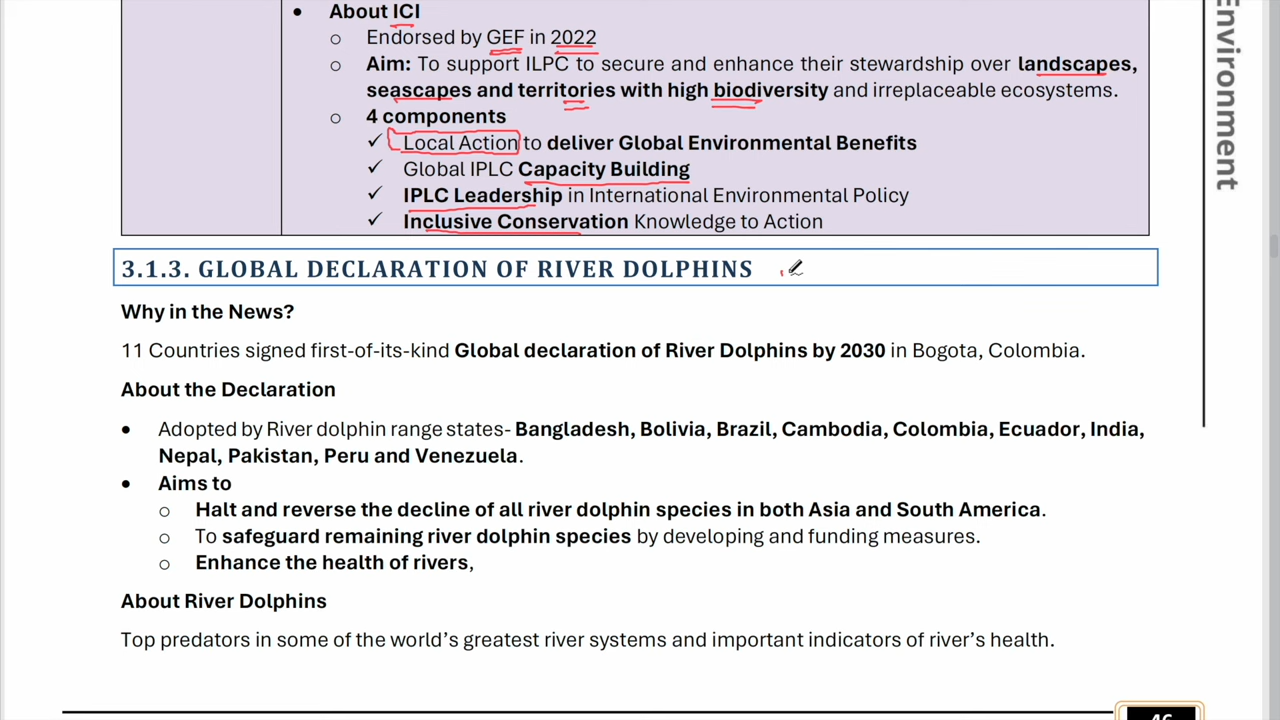 • About ICI
o Endorsed by GEF in 2022
o Aim: To support ILPC to secure and enhance their stewardship over landscapes,
seascapes and territories with high biodiversity and irreplaceable ecosystems.
o 4 components
✓ Local Action to deliver Global Environmental Benefits
✓ Global IPLC Capacity Building
✓ IPLC Leadership in International Environmental Policy
✓ Inclusive Conservation Knowledge to Action
3.1.3. GLOBAL DECLARATION OF RIVER DOLPHINS
Why in the News?
11 Countries signed first-of-its-kind Global declaration of River Dolphins by 2030 in Bogota, Colombia.
About the Declaration
• Adopted by River dolphin range states- Bangladesh, Bolivia, Brazil, Cambodia, Colombia, Ecuador, India,
Nepal, Pakistan, Peru and Venezuela.
• Aims to
o Halt and reverse the decline of all river dolphin species in both Asia and South America.
o To safeguard remaining river dolphin species by developing and funding measures.
o Enhance the health of rivers,
About River Dolphins
Top predators in some of the world's greatest river systems and important indicators of river's health.
Environment